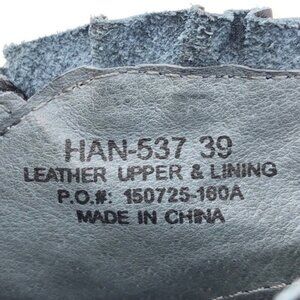 HAN-537 39
LEATHER UPPER & LINING
P.O.#: 150725-160A
MADE IN CHINA